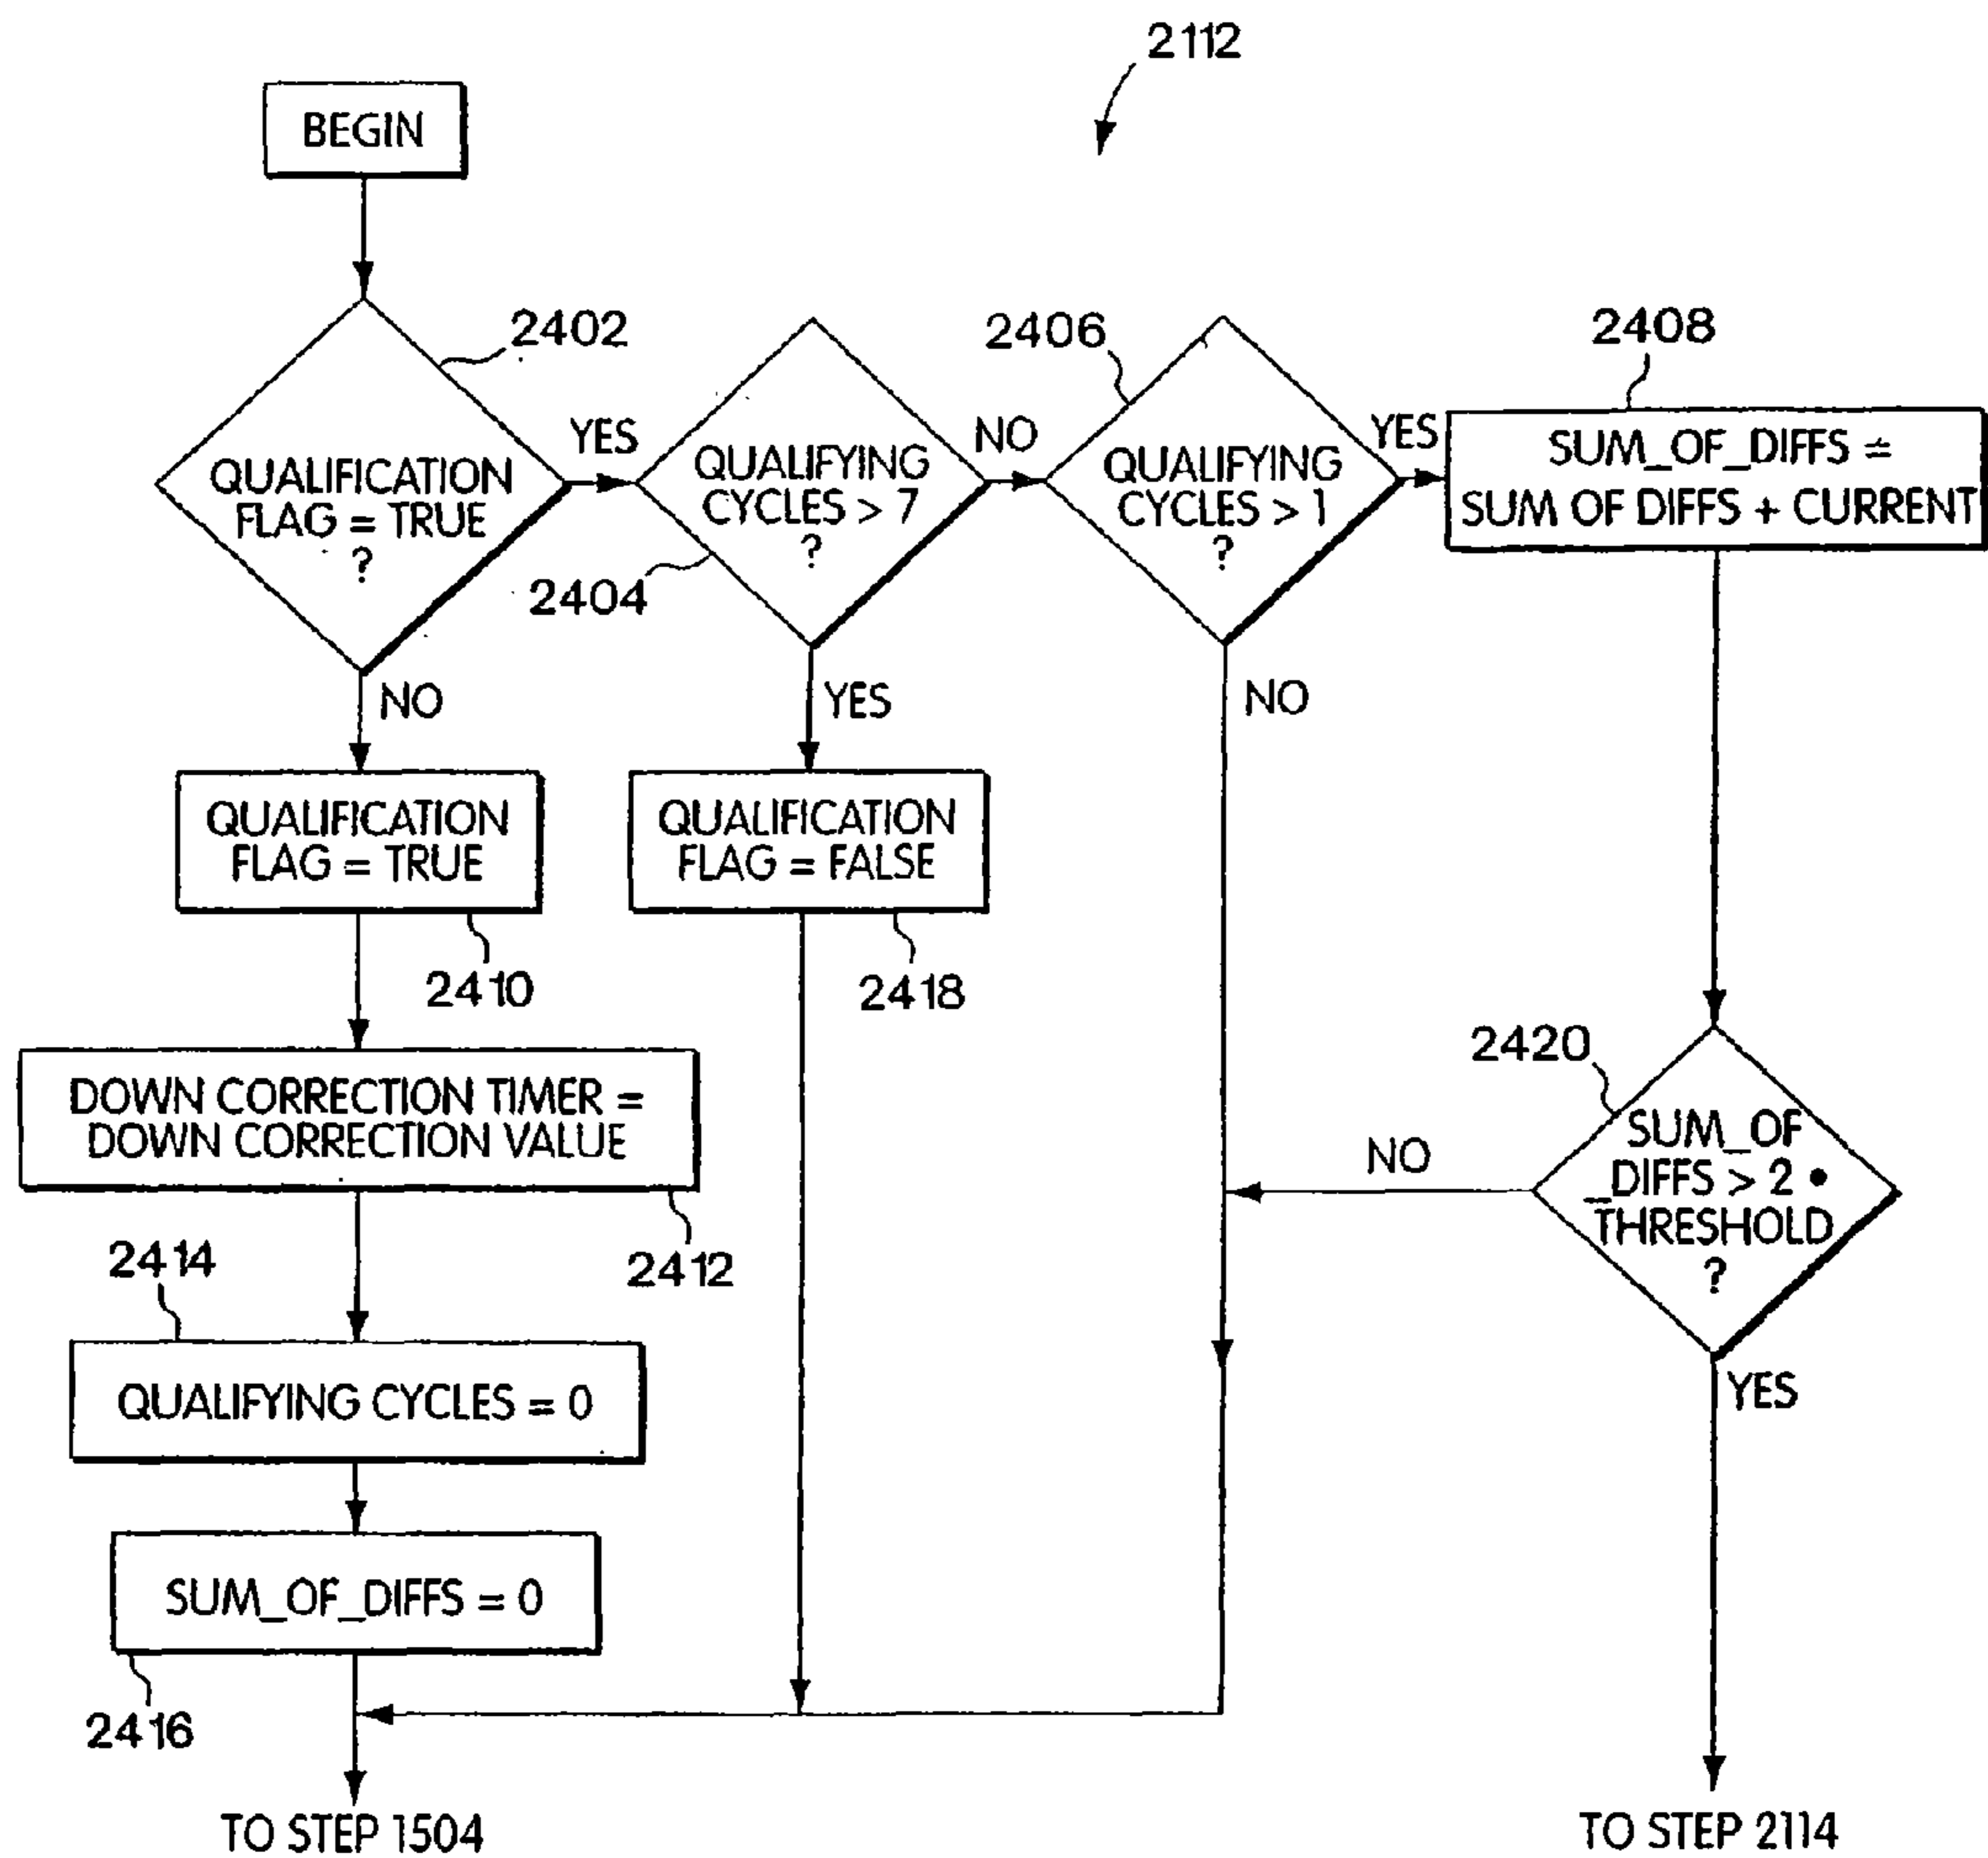 2112
BEGIN
2402
QUALIFICATION
FLAG = TRUE
?
YES
2404
QUALIFYING
CYCLES > 7
?
NO
2406
QUALIFYING
CYCLES > 1
?
YES
2408
SUM_OF_DIFFS =
SUM OF DIFFS + CURRENT
NO
YES
NO
QUALIFICATION
FLAG = TRUE
2410
QUALIFICATION
FLAG = FALSE
2418
DOWN CORRECTION TIMER =
DOWN CORRECTION VALUE
2412
2420
SUM_OF
_DIFFS > 2 •
THRESHOLD
?
NO
YES
2414
QUALIFYING CYCLES = 0
SUM_OF_DIFFS = 0
2416
TO STEP 1504
TO STEP 2114